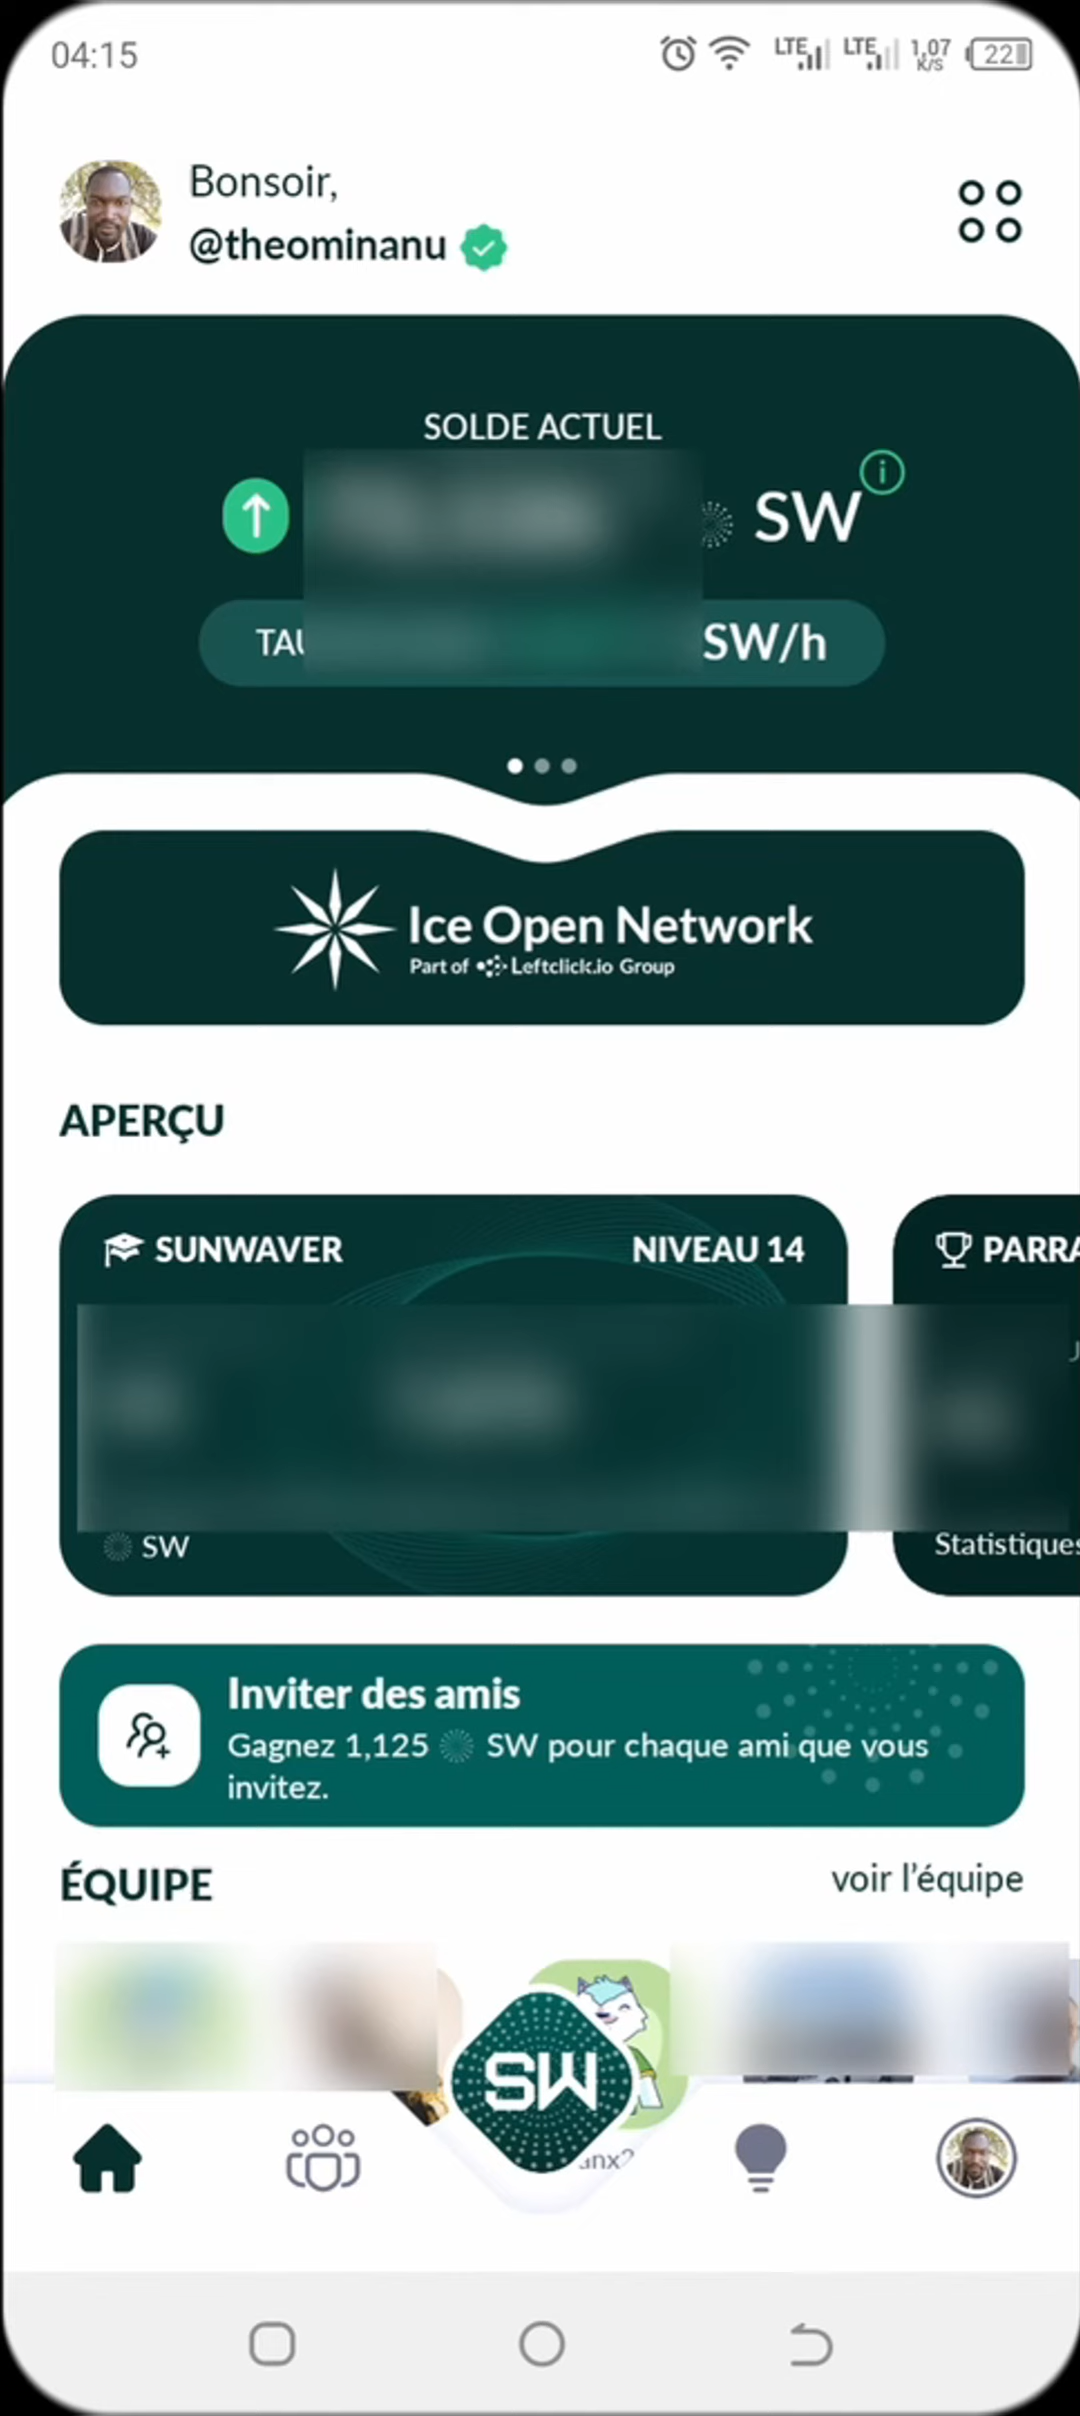 04:15
LTE LTE 1,07 K/S 22
Bonsoir,
@theominanu
SOLDE ACTUEL
SW
SW/h
Ice Open Network
Part of Leftclick.io Group
APERÇU
SUNWAVER NIVEAU 14
SW
Statistiques
Inviter des amis
Gagnez 1,125 SW pour chaque ami que vous
invitez.
ÉQUIPE voir l'équipe
SW